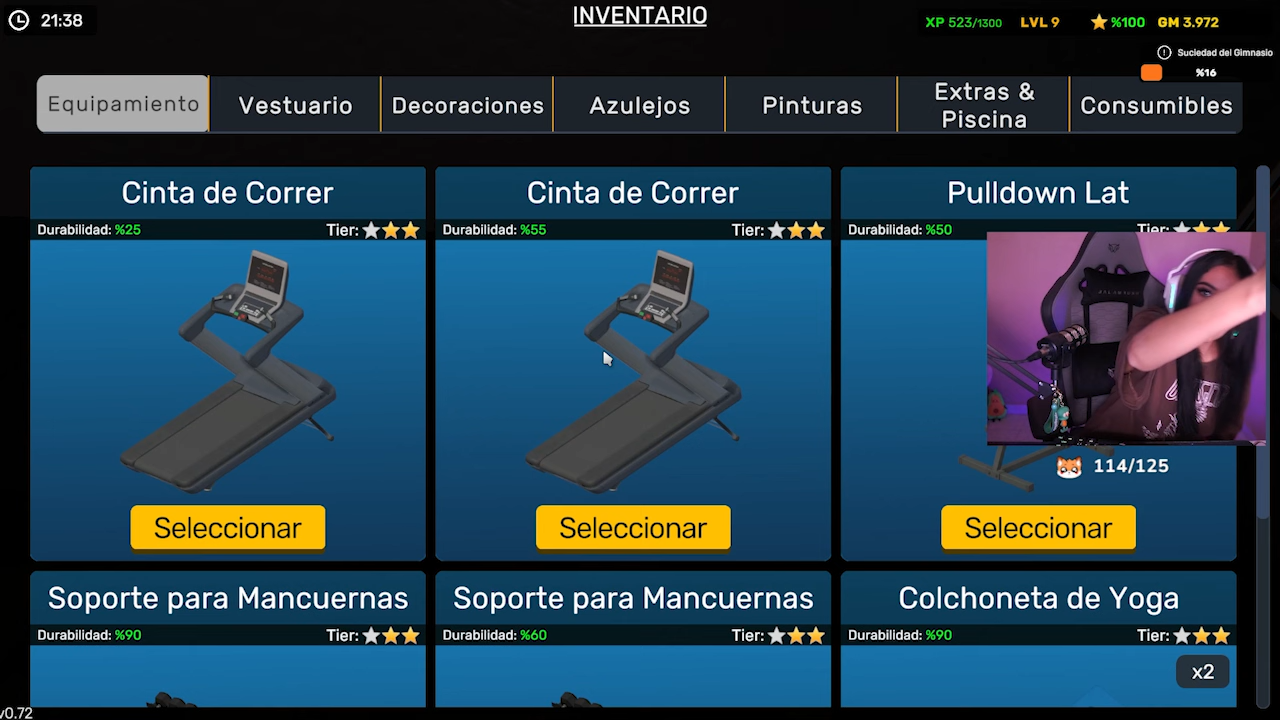 21:38
INVENTARIO
XP 523/1300 LVL 9 %100 GM 3.972
Suciedad del Gimnasio
%16
Equipamiento
Vestuario
Decoraciones
Azulejos
Pinturas
Extras &
Piscina
Consumibles
Cinta de Correr
Durabilidad: %25 Tier:
Seleccionar
Cinta de Correr
Durabilidad: %55 Tier:
Seleccionar
Pulldown Lat
Durabilidad: %50 Tier:
114/125
Seleccionar
Soporte para Mancuernas
Durabilidad: %90 Tier:
Soporte para Mancuernas
Durabilidad: %60 Tier:
Colchoneta de Yoga
Durabilidad: %90 Tier:
x2
v0.72